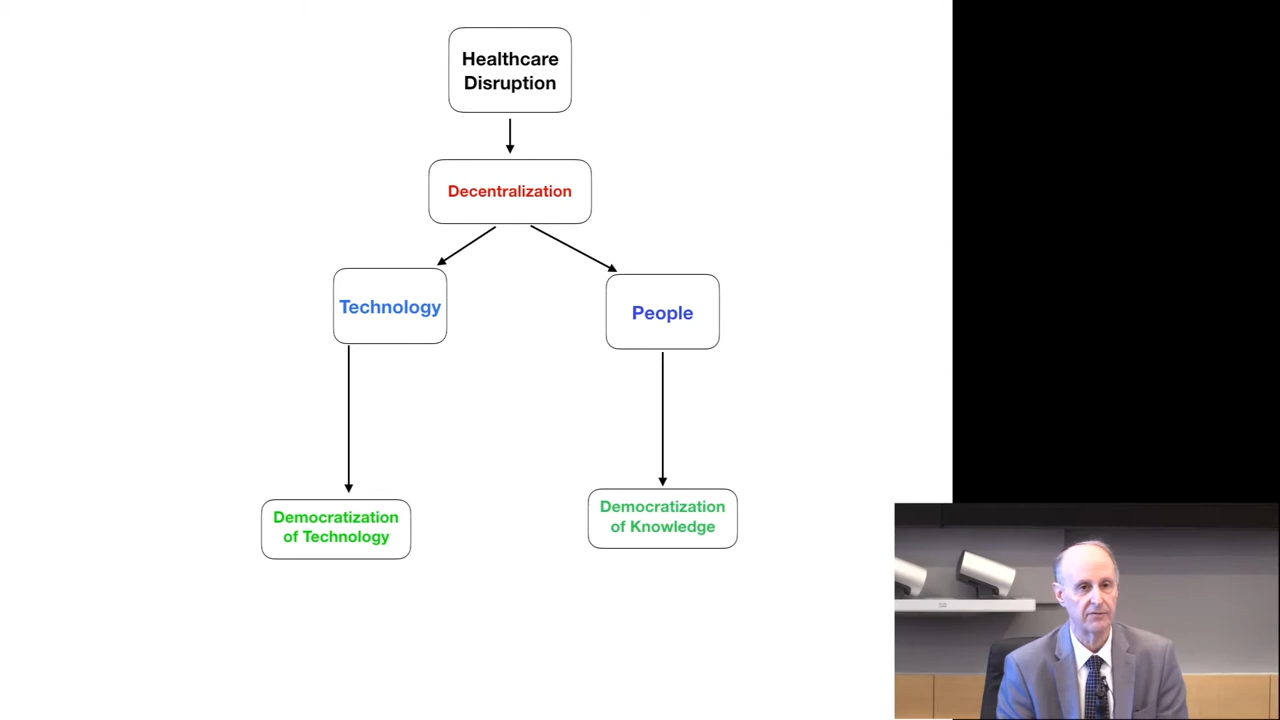 Healthcare
Disruption
Decentralization
Technology
People
Democratization
of Technology
Democratization
of Knowledge